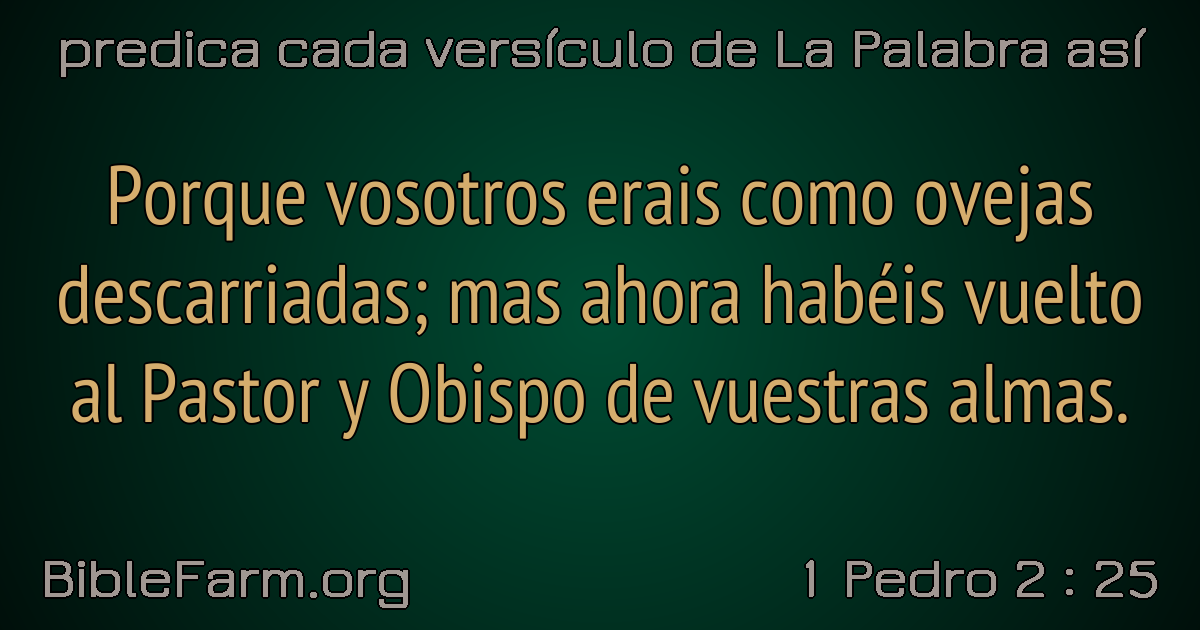 predica cada versículo de La Palabra así
Porque vosotros erais como ovejas
descarriadas; mas ahora habéis vuelto
al Pastor y Obispo de vuestras almas.
BibleFarm.org
1 Pedro 2 : 25